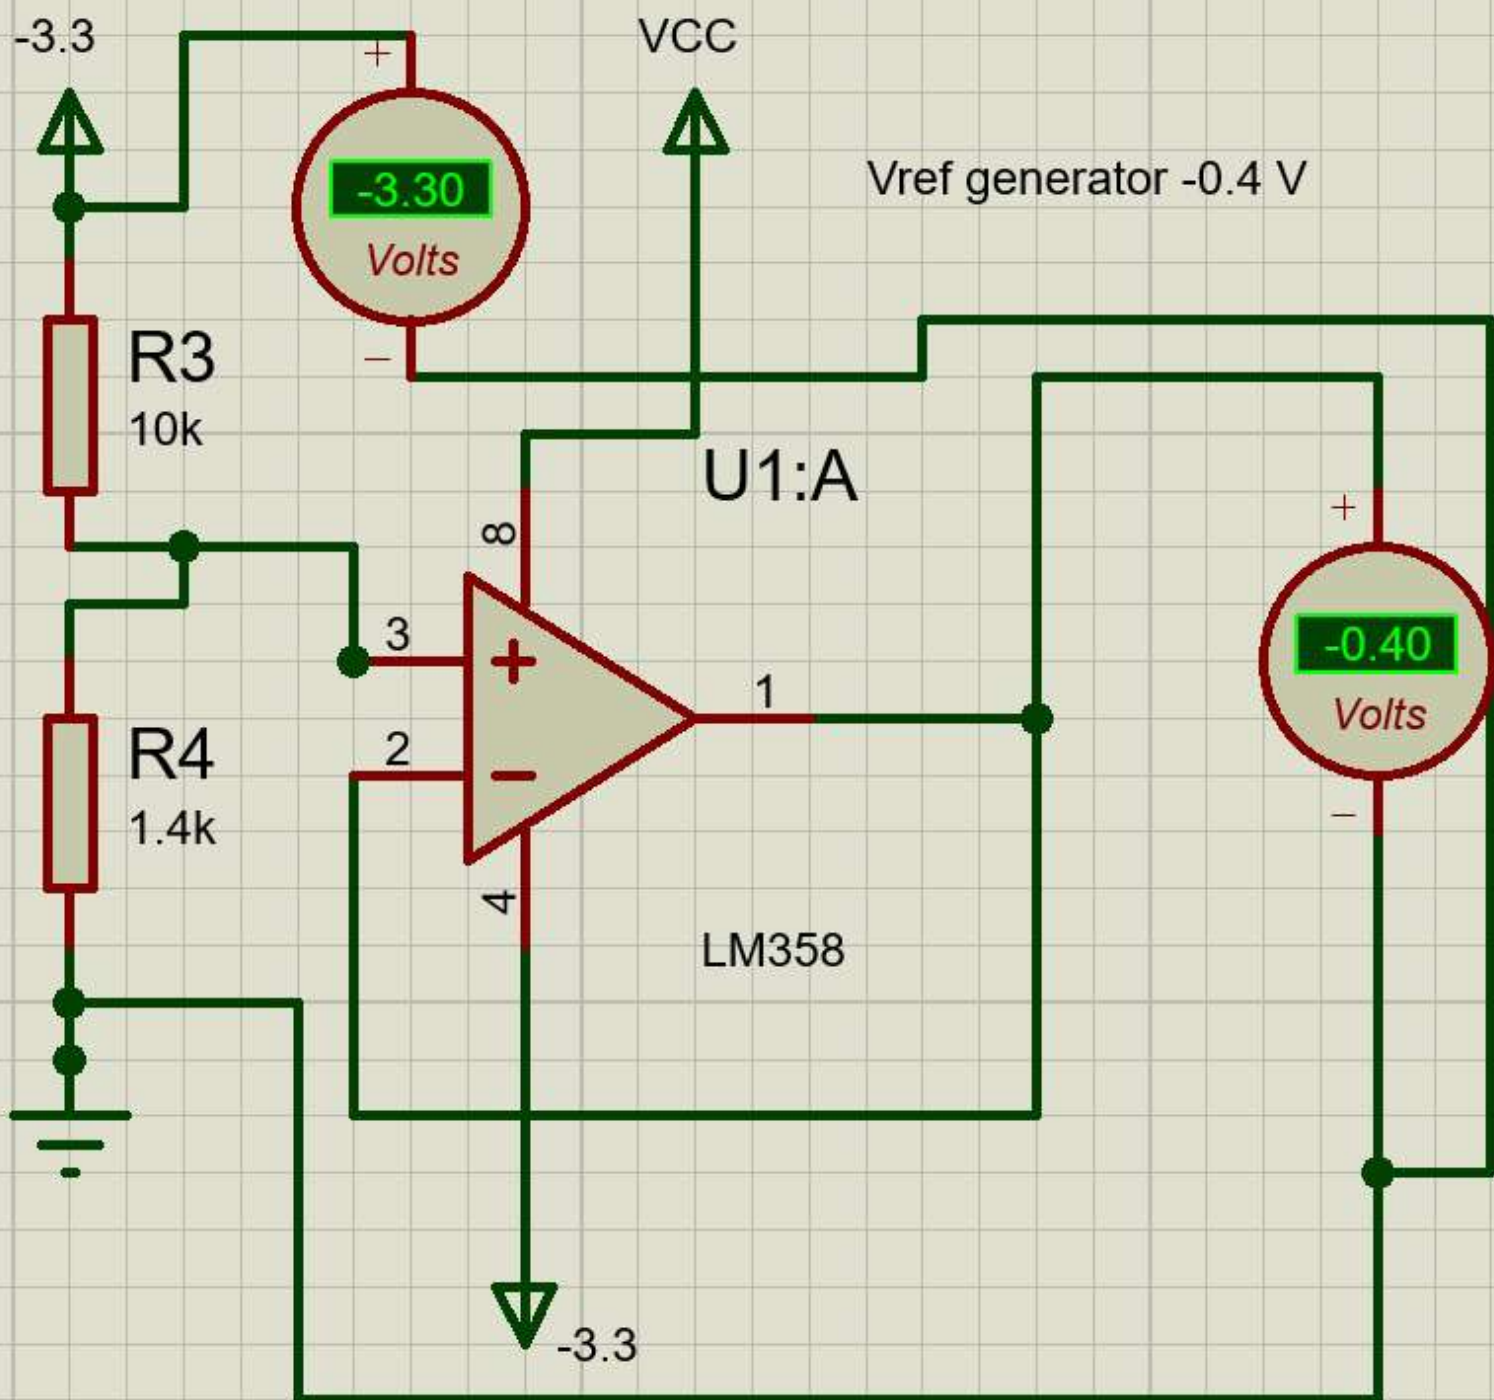 -3.3
VCC
+
-3.30
Volts
Vref generator -0.4 V
−
R3
10k
U1:A
8
+
3
+
1
-0.40
Volts
2
−
−
R4
1.4k
4
LM358
-3.3